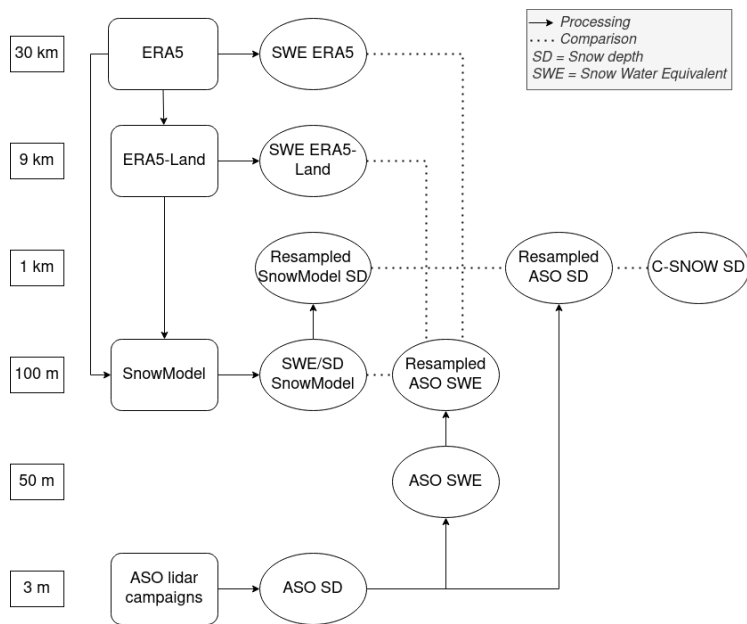 Processing
Comparison
SD = Snow depth
SWE = Snow Water Equivalent
30 km
ERA5
SWE ERA5
9 km
ERA5-Land
SWE ERA5-
Land
1 km
Resampled
SnowModel SD
Resampled
ASO SD
C-SNOW SD
100 m
SnowModel
SWE/SD
SnowModel
Resampled
ASO SWE
50 m
ASO SWE
3 m
ASO lidar
campaigns
ASO SD